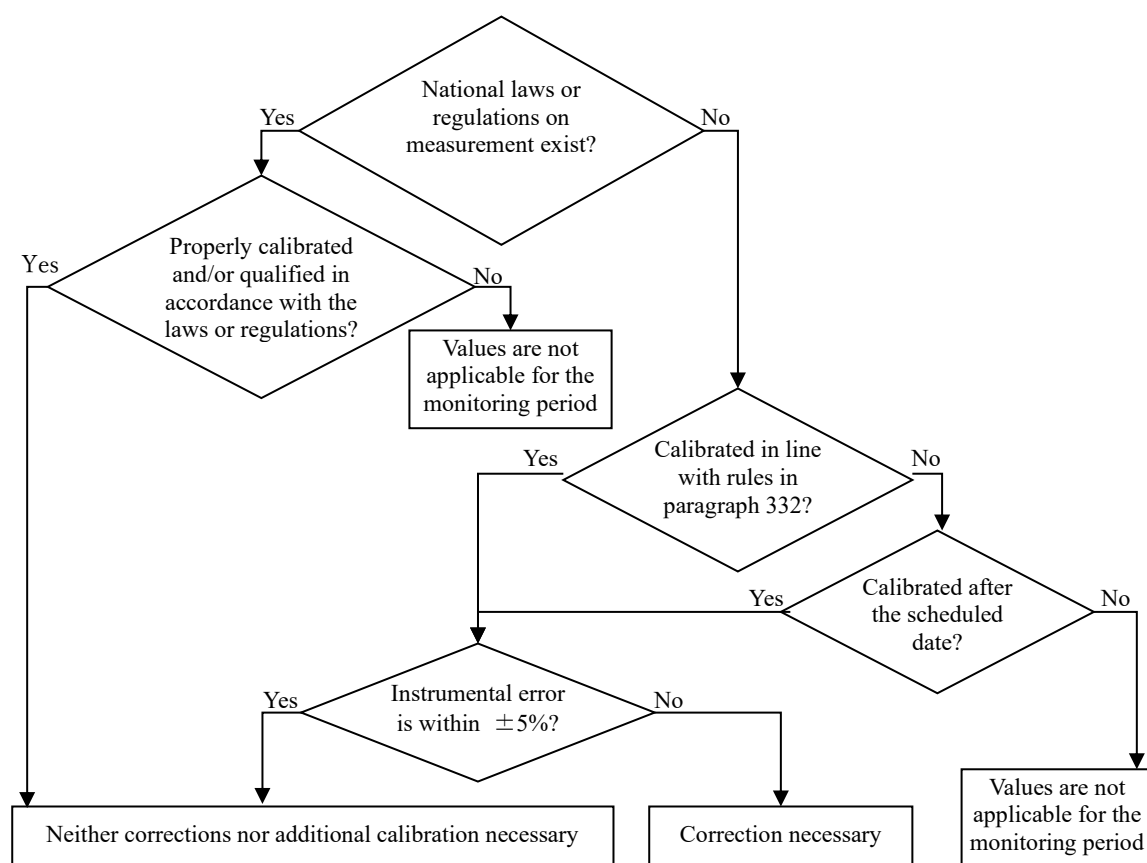 National laws or
regulations on
measurement exist?
Yes
No
Properly calibrated
and/or qualified in
accordance with the
laws or regulations?
Yes
No
Values are not
applicable for the
monitoring period
Calibrated in line
with rules in
paragraph 332?
Yes
No
Calibrated after
the scheduled
date?
Yes
No
Instrumental error
is within ±5%?
Yes
No
Neither corrections nor additional calibration necessary
Correction necessary
Values are not
applicable for the
monitoring period